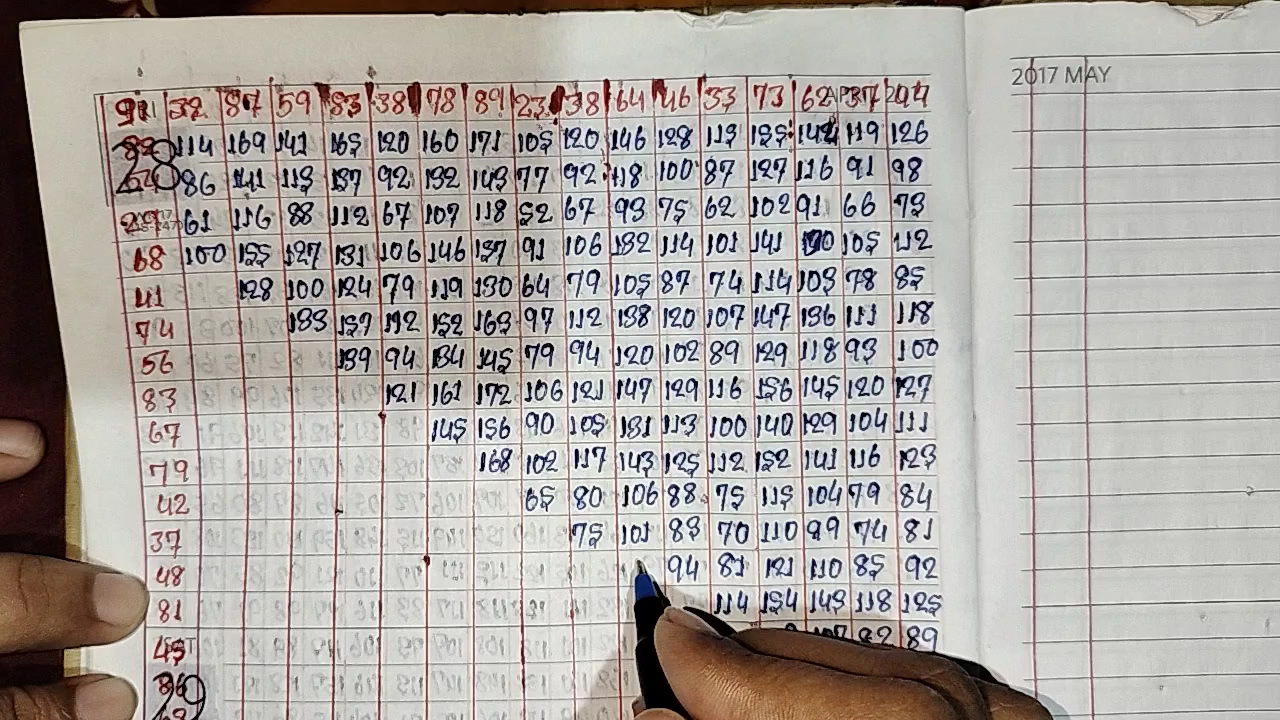 2017 MAY
32 87 59 83 38 78 89 23 38 64 46 33 73 62 37 44
114 169 141 165 120 160 171 105 120 146 128 113 155 144 119 126
86 141 113 137 92 132 143 77 92 118 100 87 127 116 91 98
29 61 116 88 112 67 107 118 52 67 93 75 62 102 91 66 73
68 100 155 127 131 106 146 137 91 106 132 114 101 141 105 112
41 128 100 124 79 119 130 64 79 105 87 74 114 103 78 85
74 133 157 112 152 163 97 112 138 120 107 147 136 111 118
56 139 94 134 145 79 94 120 102 89 129 118 93 100
83 121 161 172 106 121 147 129 116 156 145 120 127
67 145 156 90 105 131 113 100 140 129 104 111
79 168 102 117 143 125 112 152 141 116 123
42 65 80 106 88 75 115 104 79 84
37 75 101 83 70 110 99 74 81
48 94 81 121 110 85 92
81 114 154 143 118 125
45 107 82 89